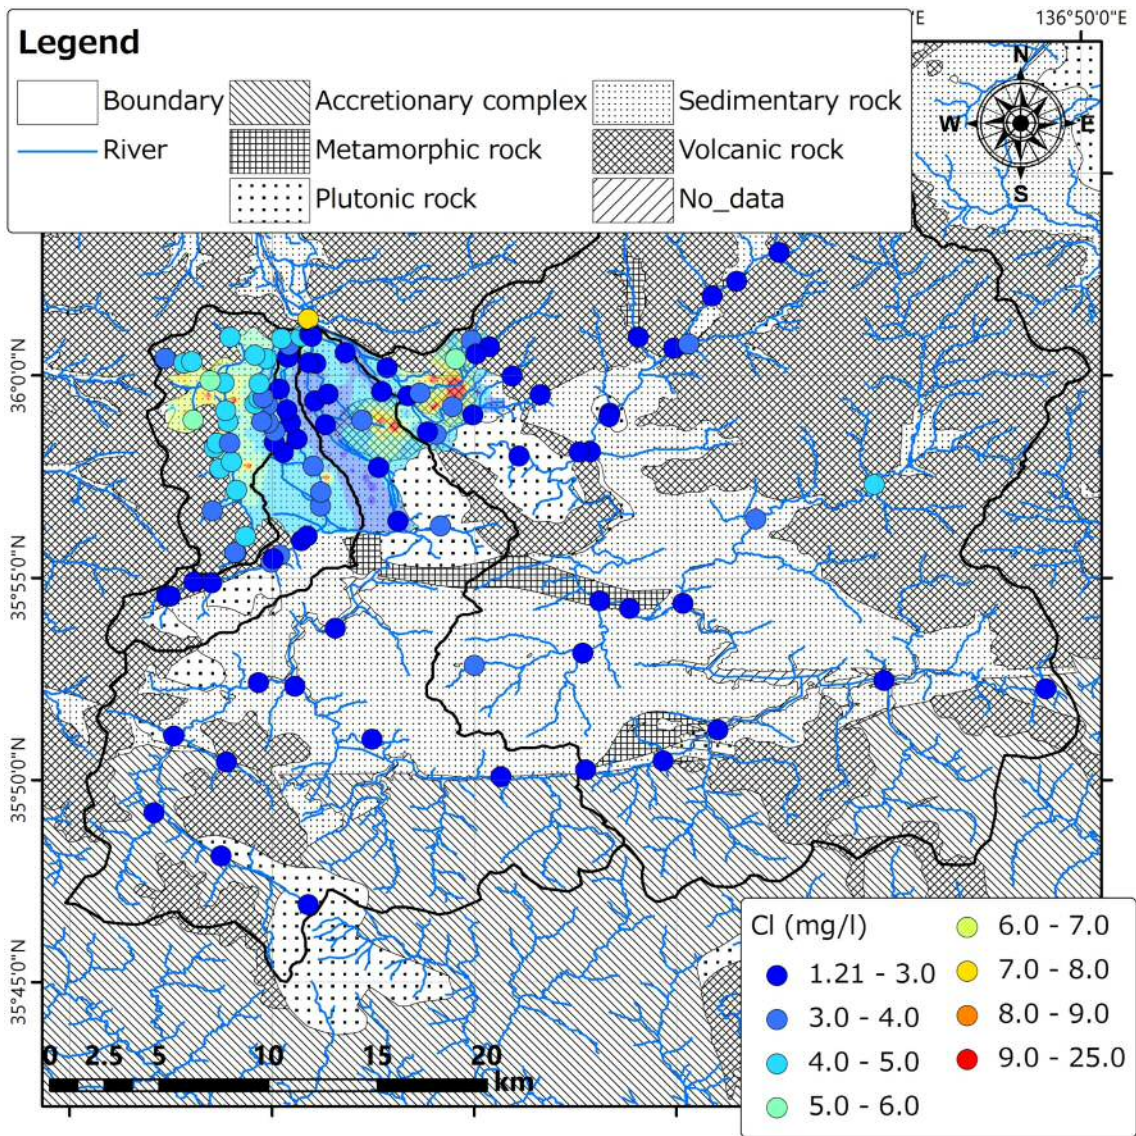 'E
136°50'0"E
Legend
Boundary
Accretionary complex
Sedimentary rock
River
Metamorphic rock
Volcanic rock
Plutonic rock
No_data
N
W
E
S
36°0'0"N
35°55'0"N
35°50'0"N
35°45'0"N
0 2.5 5 10 15 20
km
Cl (mg/l)
1.21 - 3.0
3.0 - 4.0
4.0 - 5.0
5.0 - 6.0
6.0 - 7.0
7.0 - 8.0
8.0 - 9.0
9.0 - 25.0